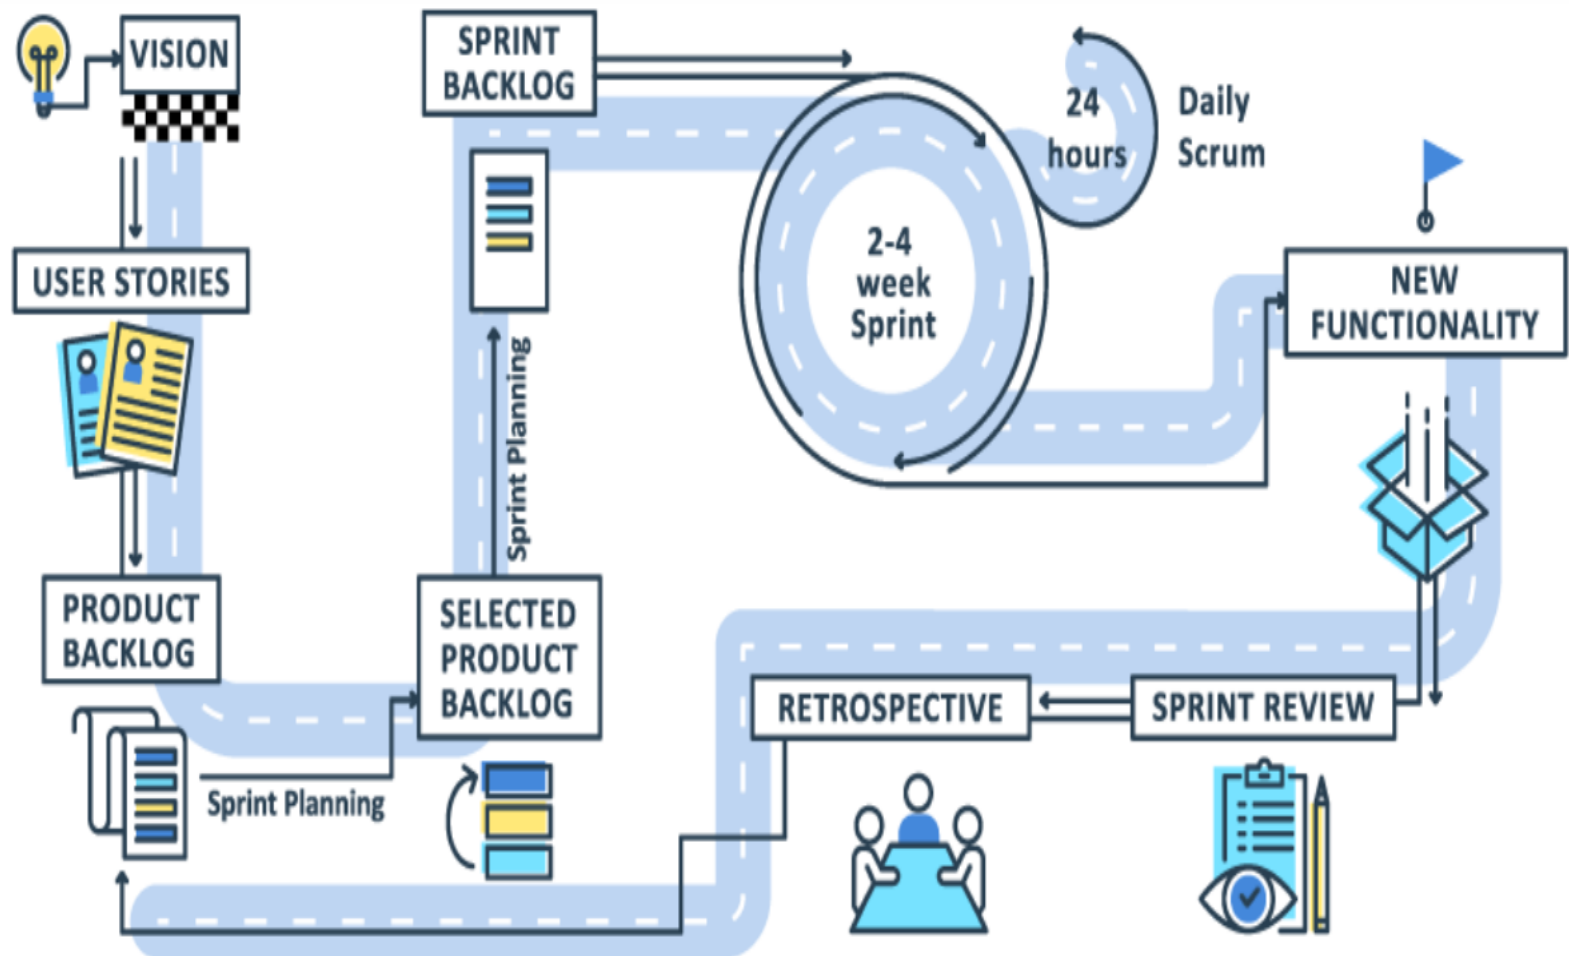 VISION
USER STORIES
PRODUCT
BACKLOG
Sprint Planning
SELECTED
PRODUCT
BACKLOG
Sprint Planning
SPRINT
BACKLOG
2-4
week
Sprint
24
hours
Daily
Scrum
NEW
FUNCTIONALITY
SPRINT REVIEW
RETROSPECTIVE